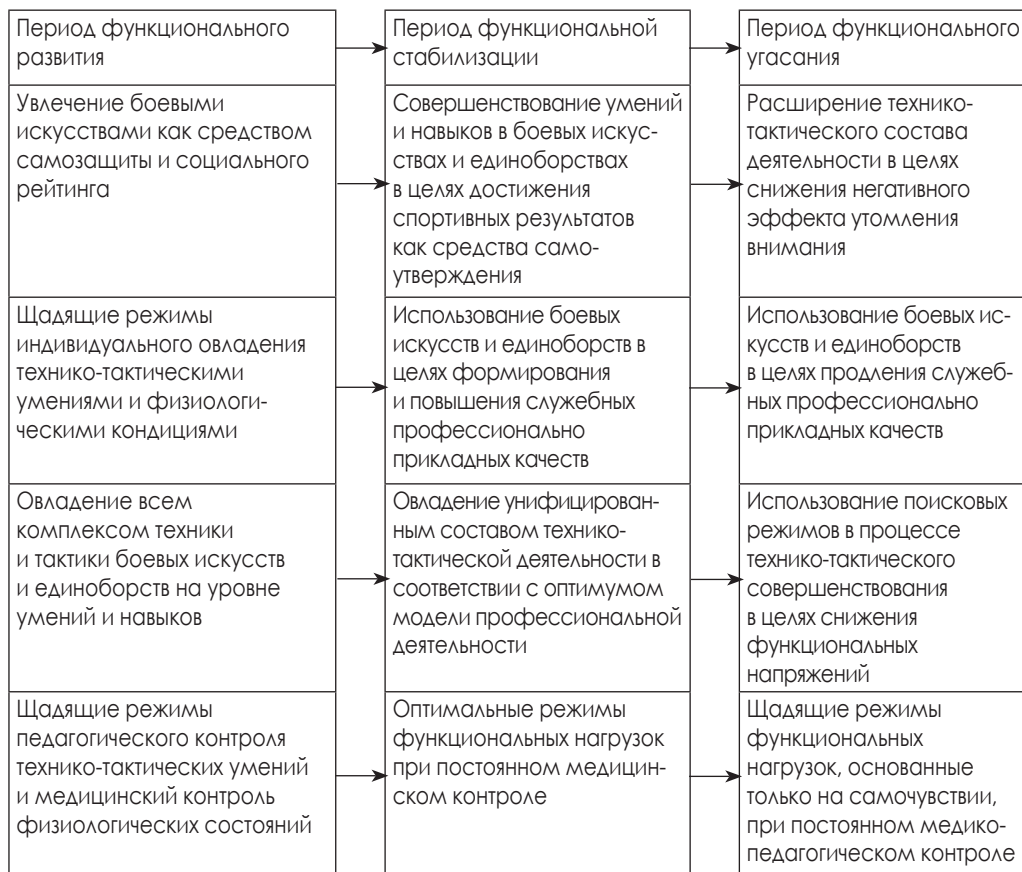 Период функционального
развития
Период функциональной
стабилизации
Период функционального
угасания
Увлечение боевыми
искусствами как средством
самозащиты и социального
рейтинга
Совершенствование умений
и навыков в боевых искус-
ствах и единоборствах
в целях достижения
спортивных результатов
как средства само-
утверждения
Расширение технико-
тактического состава
деятельности в целях
снижения негативного
эффекта утомления
внимания
Щадящие режимы
индивидуального овладения
технико-тактическими
умениями и физиологи-
ческими кондициями
Использование боевых
искусств и единоборств в
целях формирования
и повышения служебных
профессионально
прикладных качеств
Использование боевых ис-
кусств и единоборств
в целях продления служеб-
ных профессионально
прикладных качеств
Овладение всем
комплексом техники
и тактики боевых искусств
и единоборств на уровне
умений и навыков
Овладение унифицирован-
ным составом технико-
тактической деятельности в
соответствии с оптимумом
модели профессиональной
деятельности
Использование поисковых
режимов в процессе
технико-тактического
совершенствования
в целях снижения
функциональных
напряжений
Щадящие режимы
педагогического контроля
технико-тактических умений
и медицинский контроль
физиологических состояний
Оптимальные режимы
функциональных нагрузок
при постоянном медицин-
ском контроле
Щадящие режимы
функциональных
нагрузок, основанные
только на самочувствии,
при постоянном медико-
педагогическом контроле